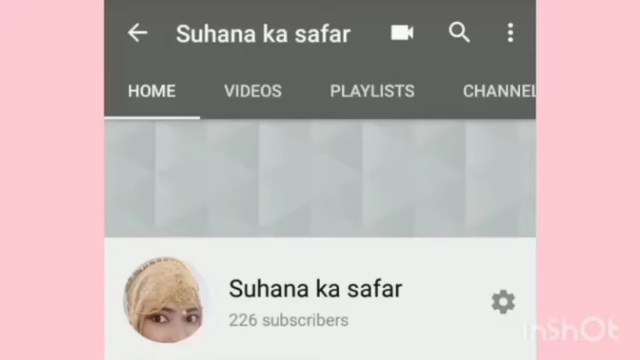 Suhana ka safar
HOME VIDEOS PLAYLISTS CHANNEL
Suhana ka safar
226 subscribers
InShOt